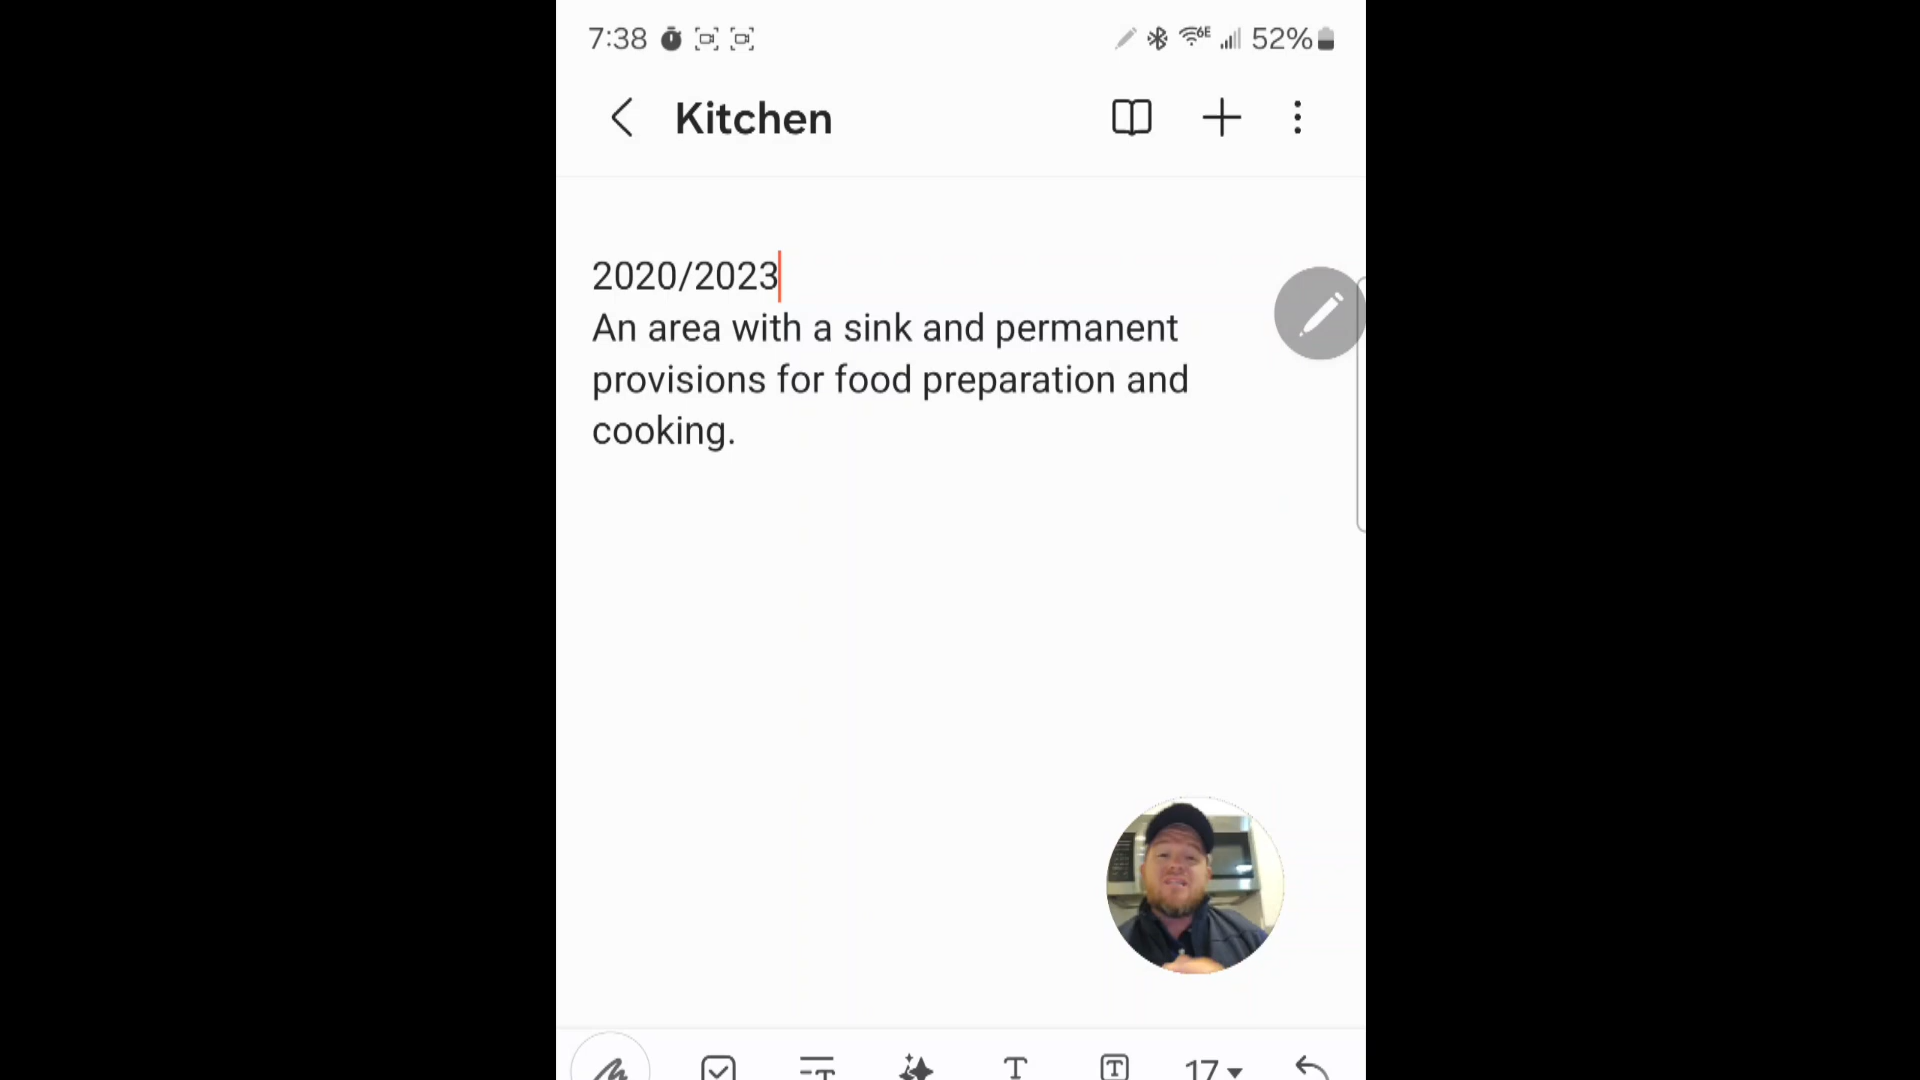 7:38 6E 52%
Kitchen
2020/2023
An area with a sink and permanent
provisions for food preparation and
cooking.
T T T 17